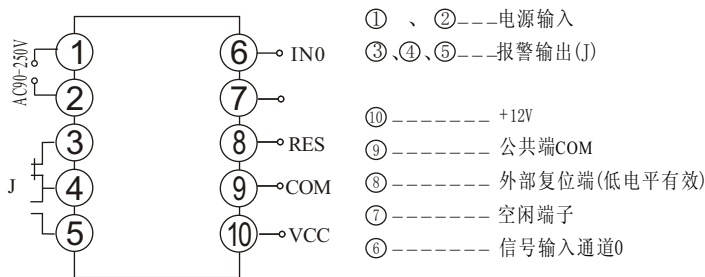 AC90-250V
J
1
2
3
4
5
6 IN0
7
8 RES
9 COM
10 VCC
① 、②---电源输入
③、④、⑤---报警输出(J)
⑩------- +12V
⑨------- 公共端COM
⑧------- 外部复位端(低电平有效)
⑦------- 空闲端子
⑥------- 信号输入通道0